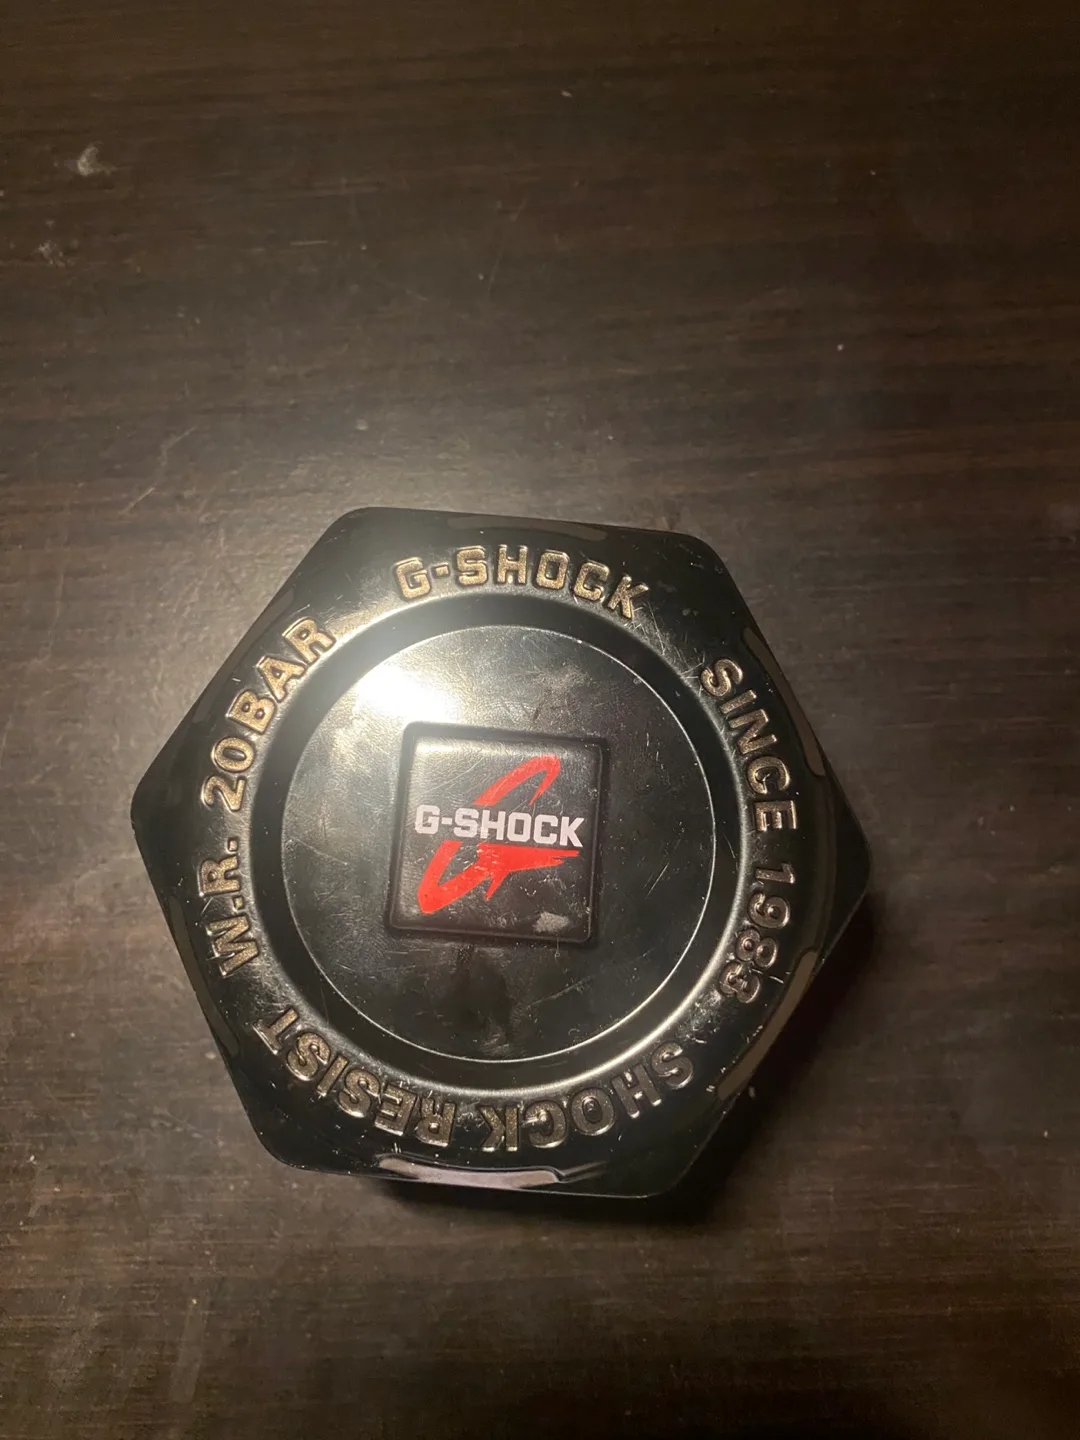 G-SHOCK
SINCE 1983
SHOCK RESIST
W.R. 20BAR
G-SHOCK